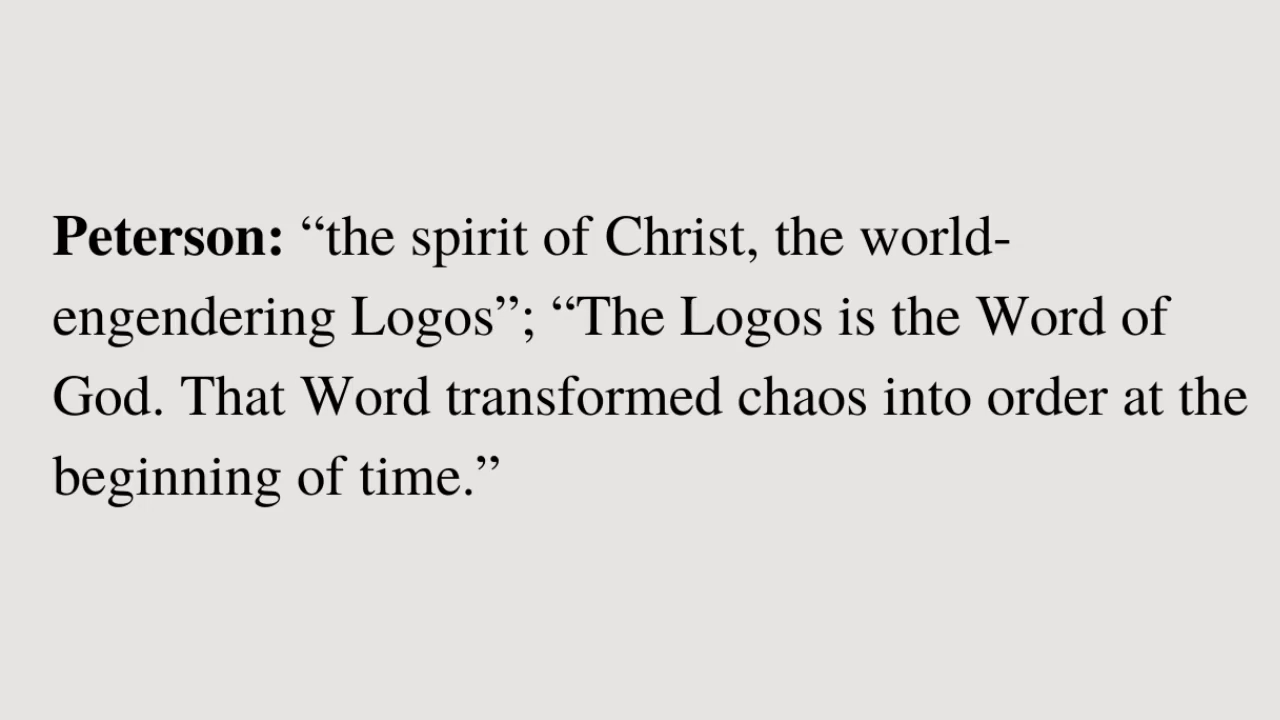 Peterson: “the spirit of Christ, the world-
engendering Logos”; “The Logos is the Word of
God. That Word transformed chaos into order at the
beginning of time.”